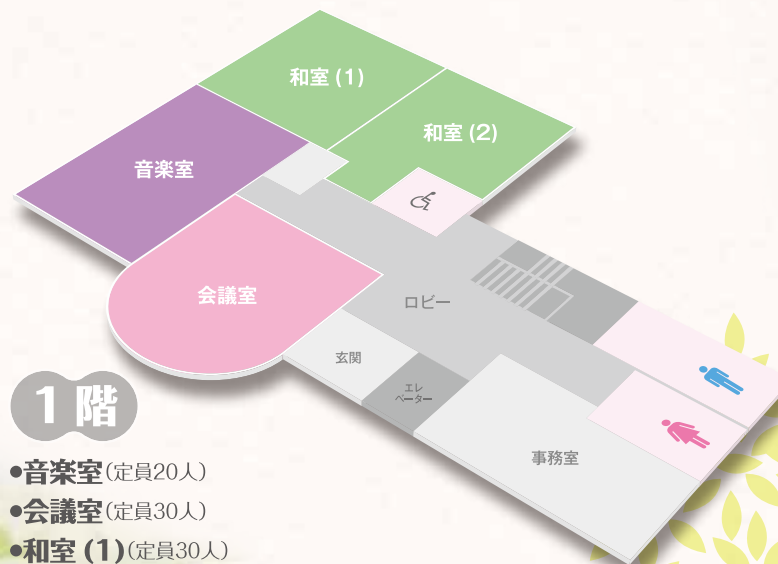 和室 (1)
和室 (2)
音楽室
会議室
ロビー
玄関
エレ
ベーター
事務室
1 階
●音楽室(定員20人)
●会議室(定員30人)
●和室 (1)(定員30人)